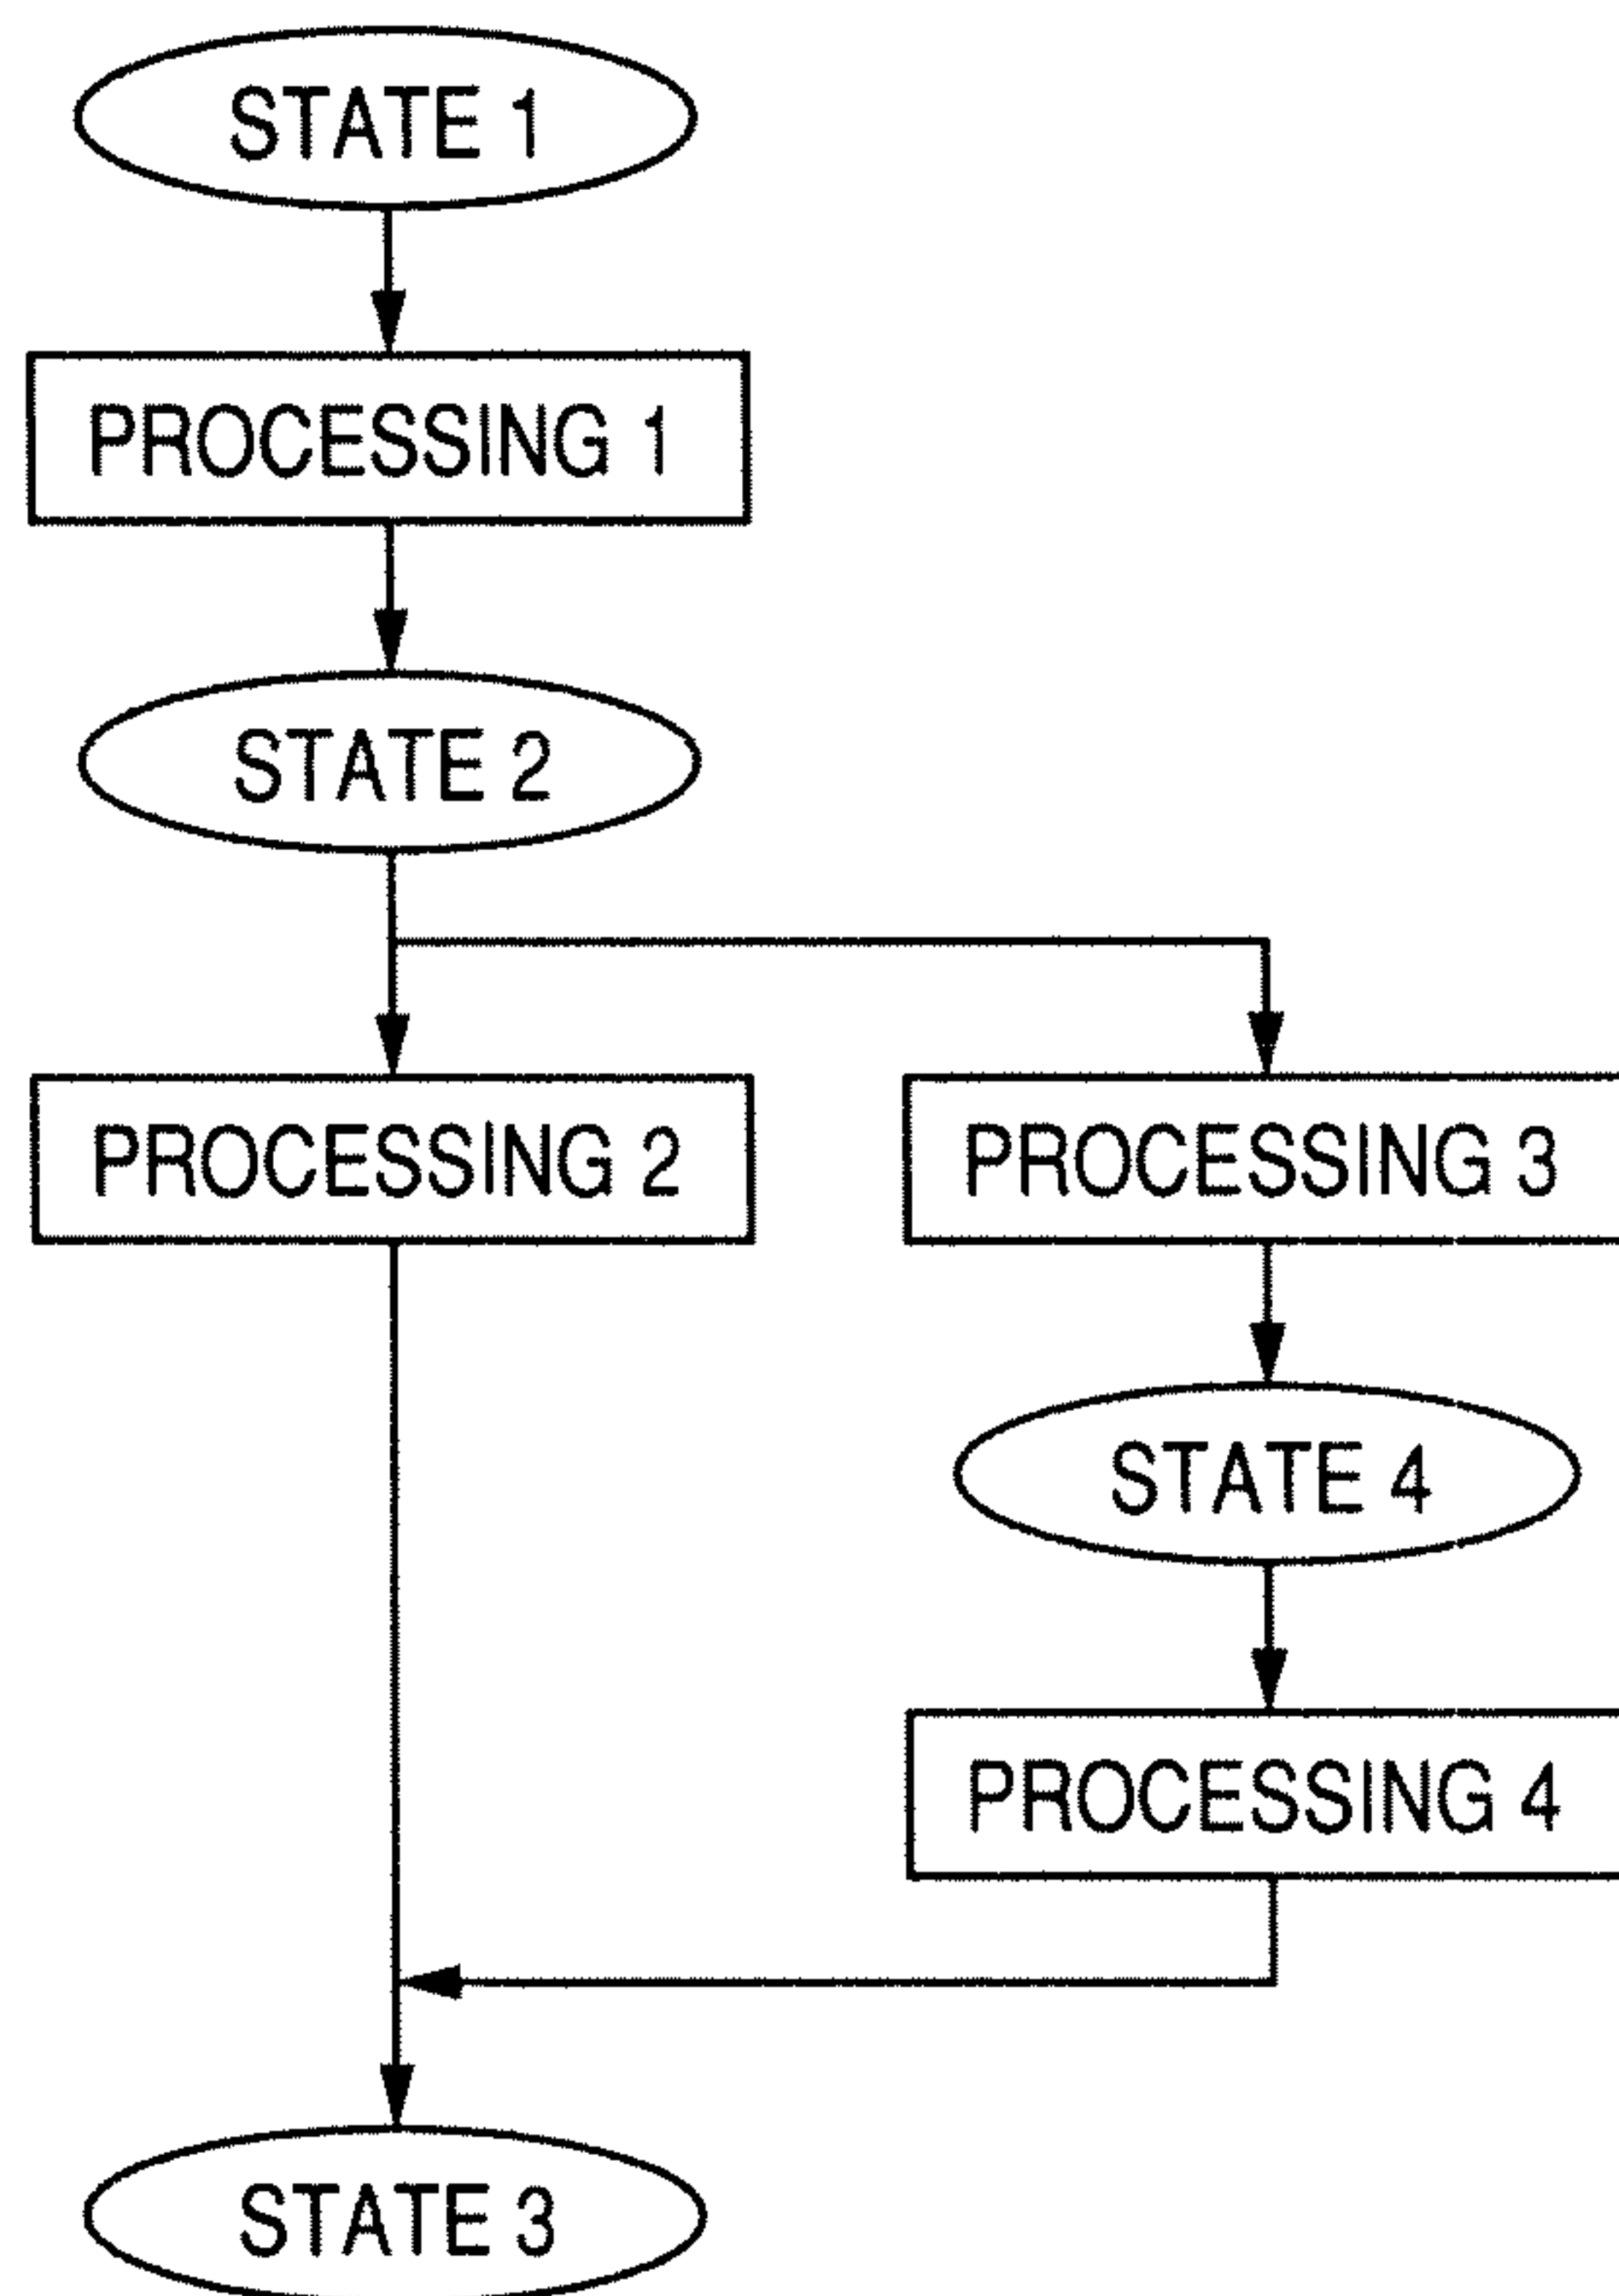 STATE 1
PROCESSING 1
STATE 2
PROCESSING 2
PROCESSING 3
STATE 4
PROCESSING 4
STATE 3